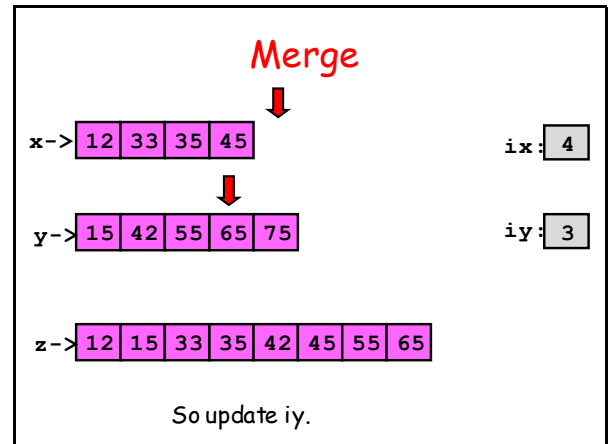 Merge
x-> 12 33 35 45 ix: 4
y-> 15 42 55 65 75 iy: 3
z-> 12 15 33 35 42 45 55 65
So update iy.